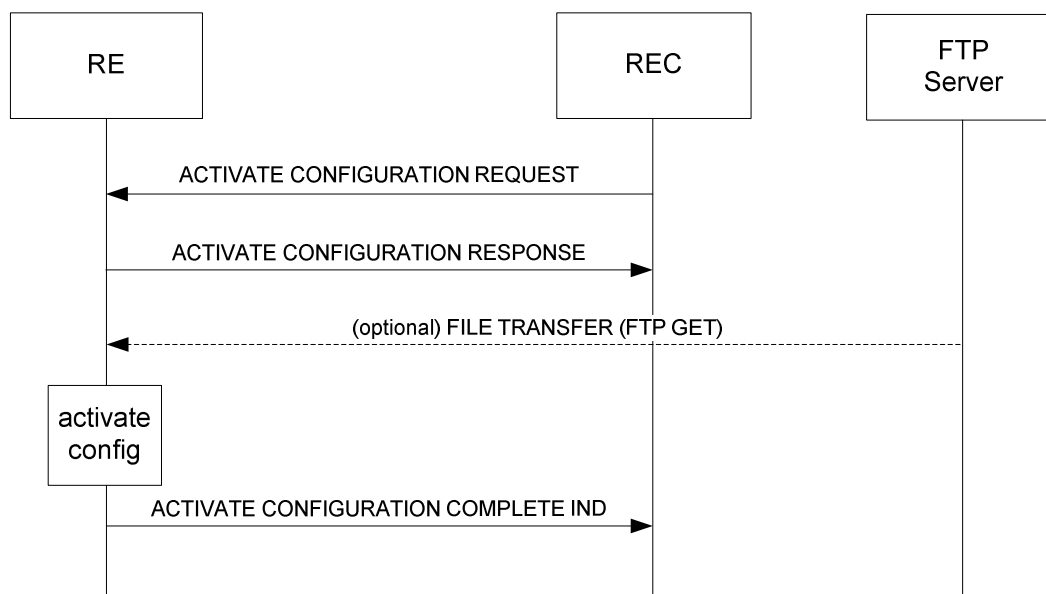 RE
REC
FTP
Server
ACTIVATE CONFIGURATION REQUEST
ACTIVATE CONFIGURATION RESPONSE
(optional) FILE TRANSFER (FTP GET)
activate
config
ACTIVATE CONFIGURATION COMPLETE IND